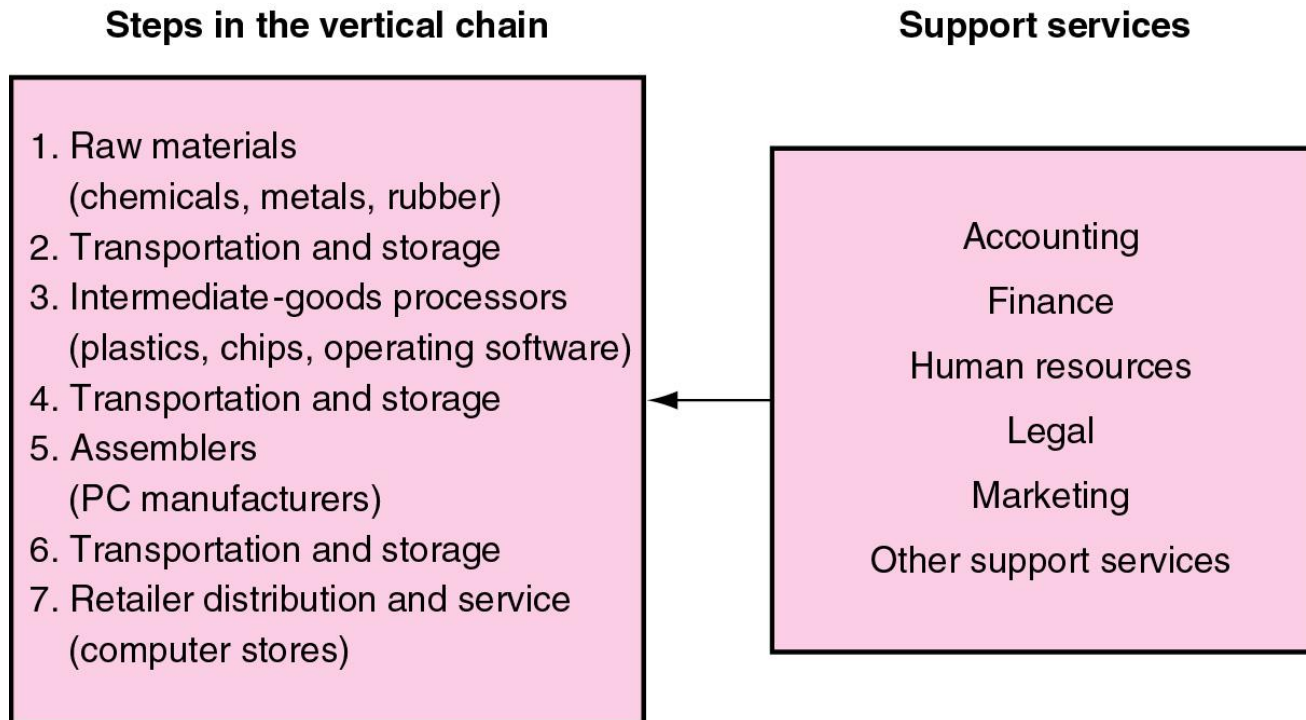 Steps in the vertical chain
1. Raw materials
(chemicals, metals, rubber)
2. Transportation and storage
3. Intermediate-goods processors
(plastics, chips, operating software)
4. Transportation and storage
5. Assemblers
(PC manufacturers)
6. Transportation and storage
7. Retailer distribution and service
(computer stores)
Support services
Accounting
Finance
Human resources
Legal
Marketing
Other support services